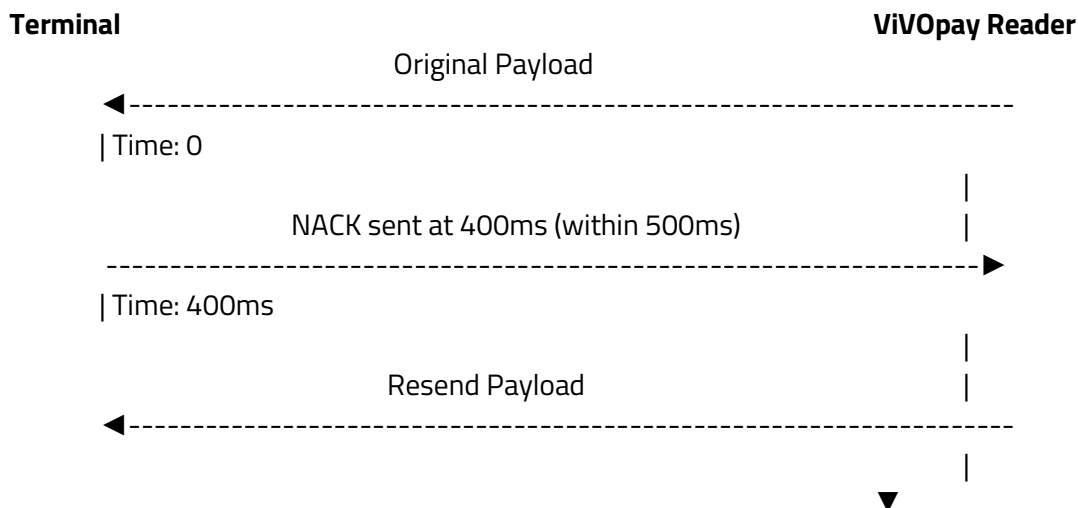 Terminal ViVOpay Reader
Original Payload
◄---------------------------------------------------------------------
| Time: 0
|
NACK sent at 400ms (within 500ms) |
--------------------------------------------------------------------►
| Time: 400ms
|
Resend Payload |
◄---------------------------------------------------------------------
|
▼